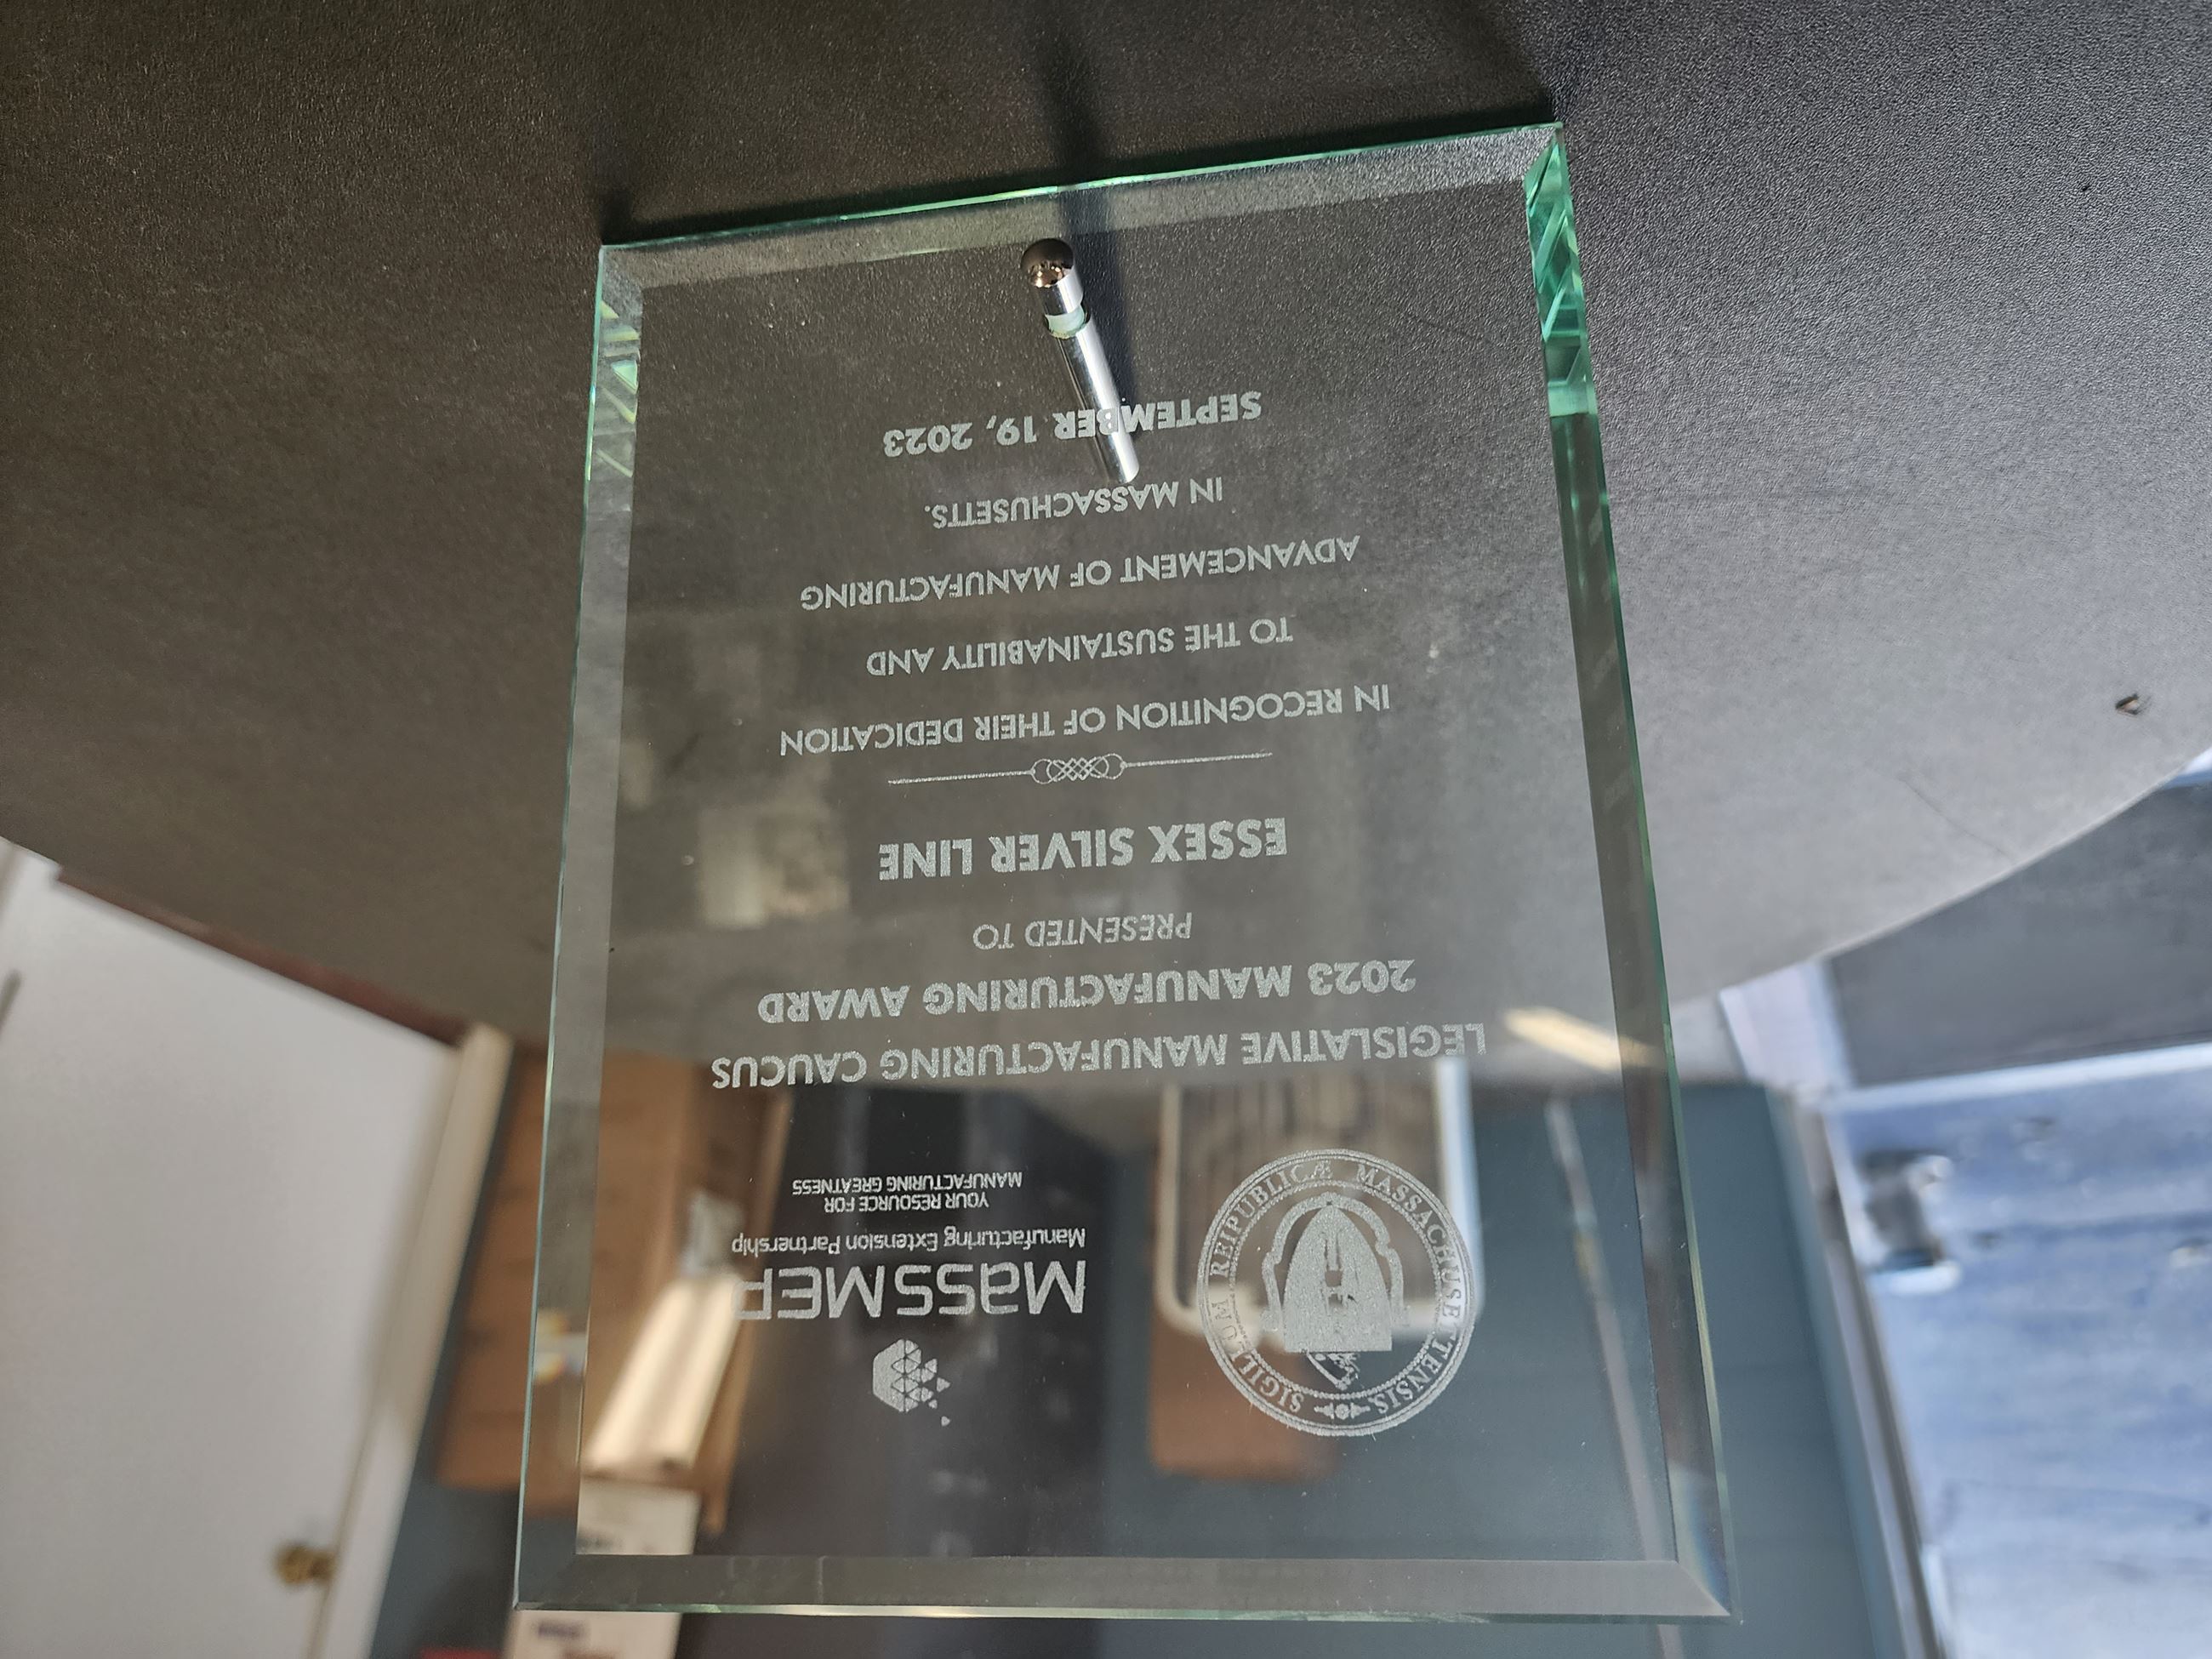 SIGILLUM REIPUBLICÆ MASSACHUSETTENSIS
MassMEP
Manufacturing Extension Partnership
YOUR RESOURCE FOR
MANUFACTURING GREATNESS
LEGISLATIVE MANUFACTURING CAUCUS
2023 MANUFACTURING AWARD
PRESENTED TO
ESSEX SILVER LINE
IN RECOGNITION OF THEIR DEDICATION
TO THE SUSTAINABILITY AND
ADVANCEMENT OF MANUFACTURING
IN MASSACHUSETTS.
SEPTEMBER 19, 2023